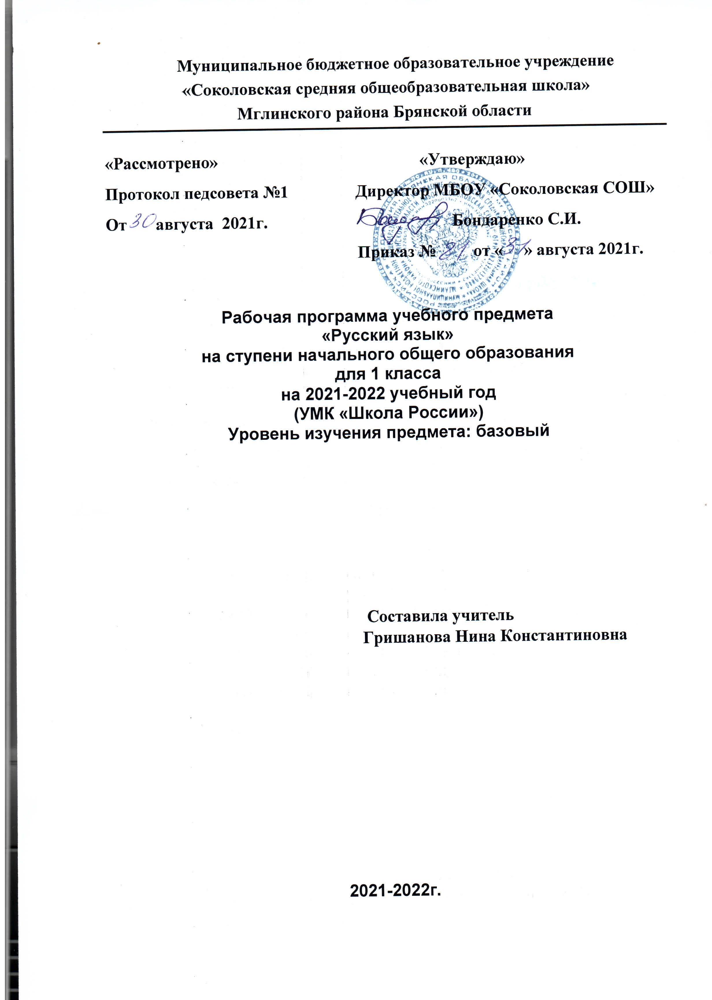 Муниципальное бюджетное образовательное учреждение
«Соколовская средняя общеобразовательная школа»
Мглинского района Брянской области
«Рассмотрено»
Протокол педсовета №1
От 30 августа 2021г.
«Утверждаю»
Директор МБОУ «Соколовская СОШ»
Бондаренко С.И.
Приказ № 21 от «31» августа 2021г.
Рабочая программа учебного предмета
«Русский язык»
на ступени начального общего образования
для 1 класса
на 2021-2022 учебный год
(УМК «Школа России»)
Уровень изучения предмета: базовый
Составила учитель
Гришанова Нина Константиновна
2021-2022г.